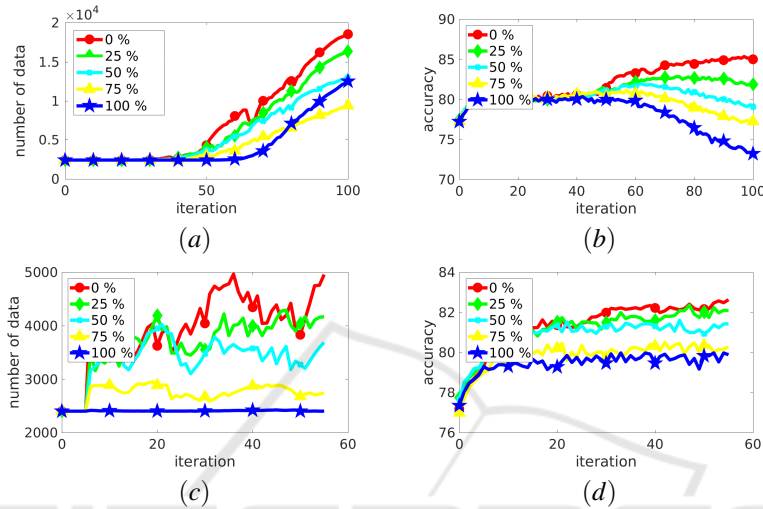 ×10⁴
2
1.5
1
0.5
0
number of data
0 %
25 %
50 %
75 %
100 %
0 50 100
iteration
(a)
90
85
80
75
70
accuracy
0 %
25 %
50 %
75 %
100 %
0 20 40 60 80 100
iteration
(b)
5000
4000
3000
2000
number of data
0 %
25 %
50 %
75 %
100 %
0 20 40 60
iteration
(c)
84
82
80
78
76
accuracy
0 %
25 %
50 %
75 %
100 %
0 20 40 60
iteration
(d)